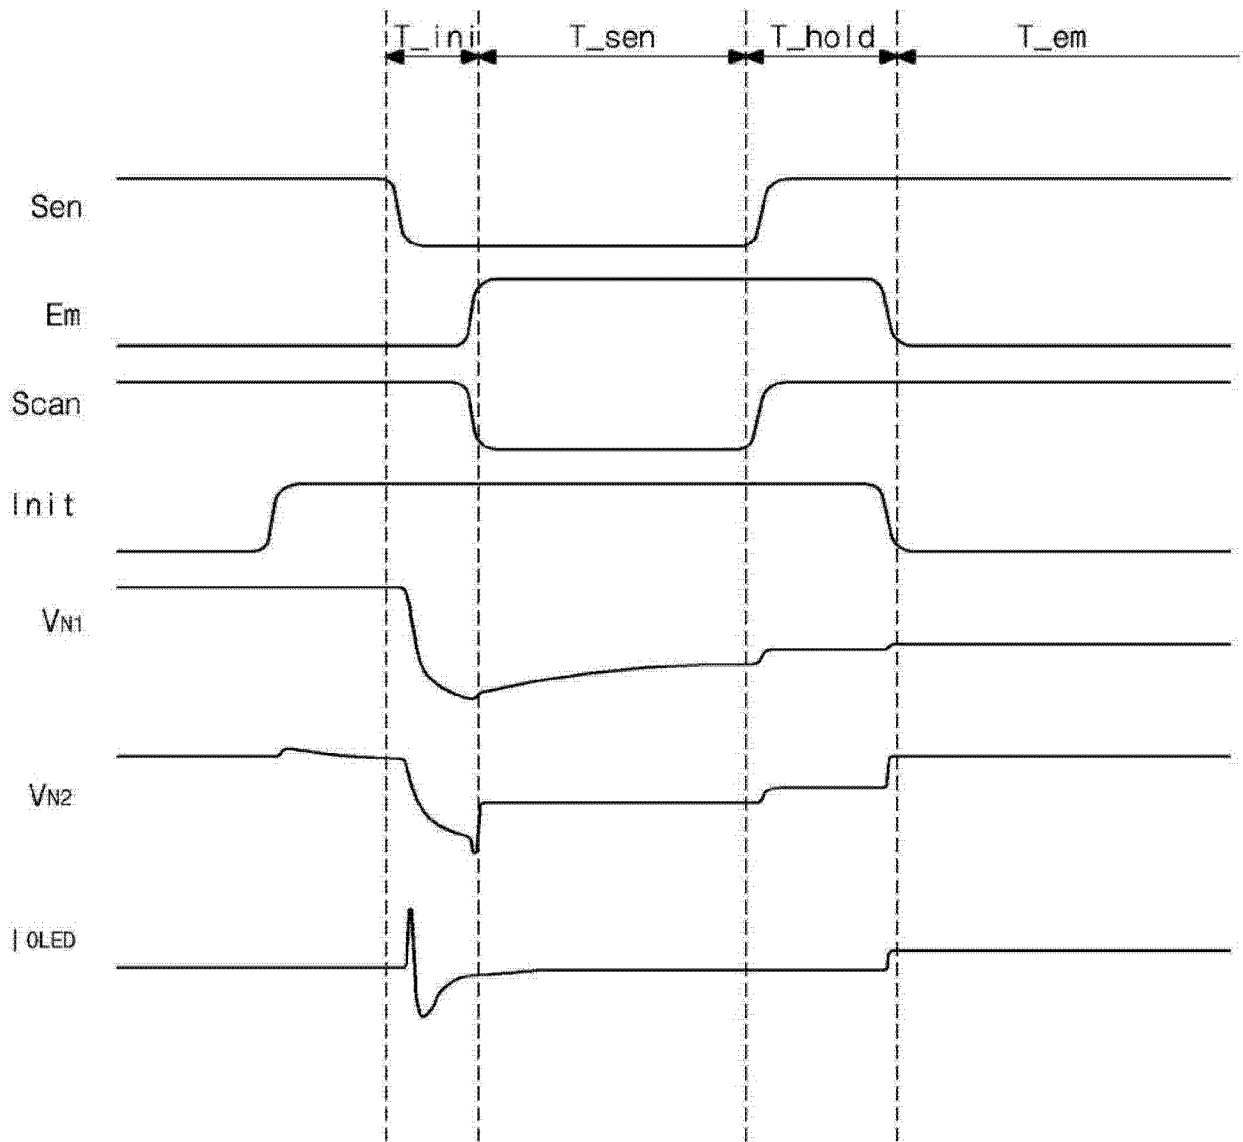 T_ini T_sen T_hold T_em
Sen
Em
Scan
Init
VN1
VN2
IOLED